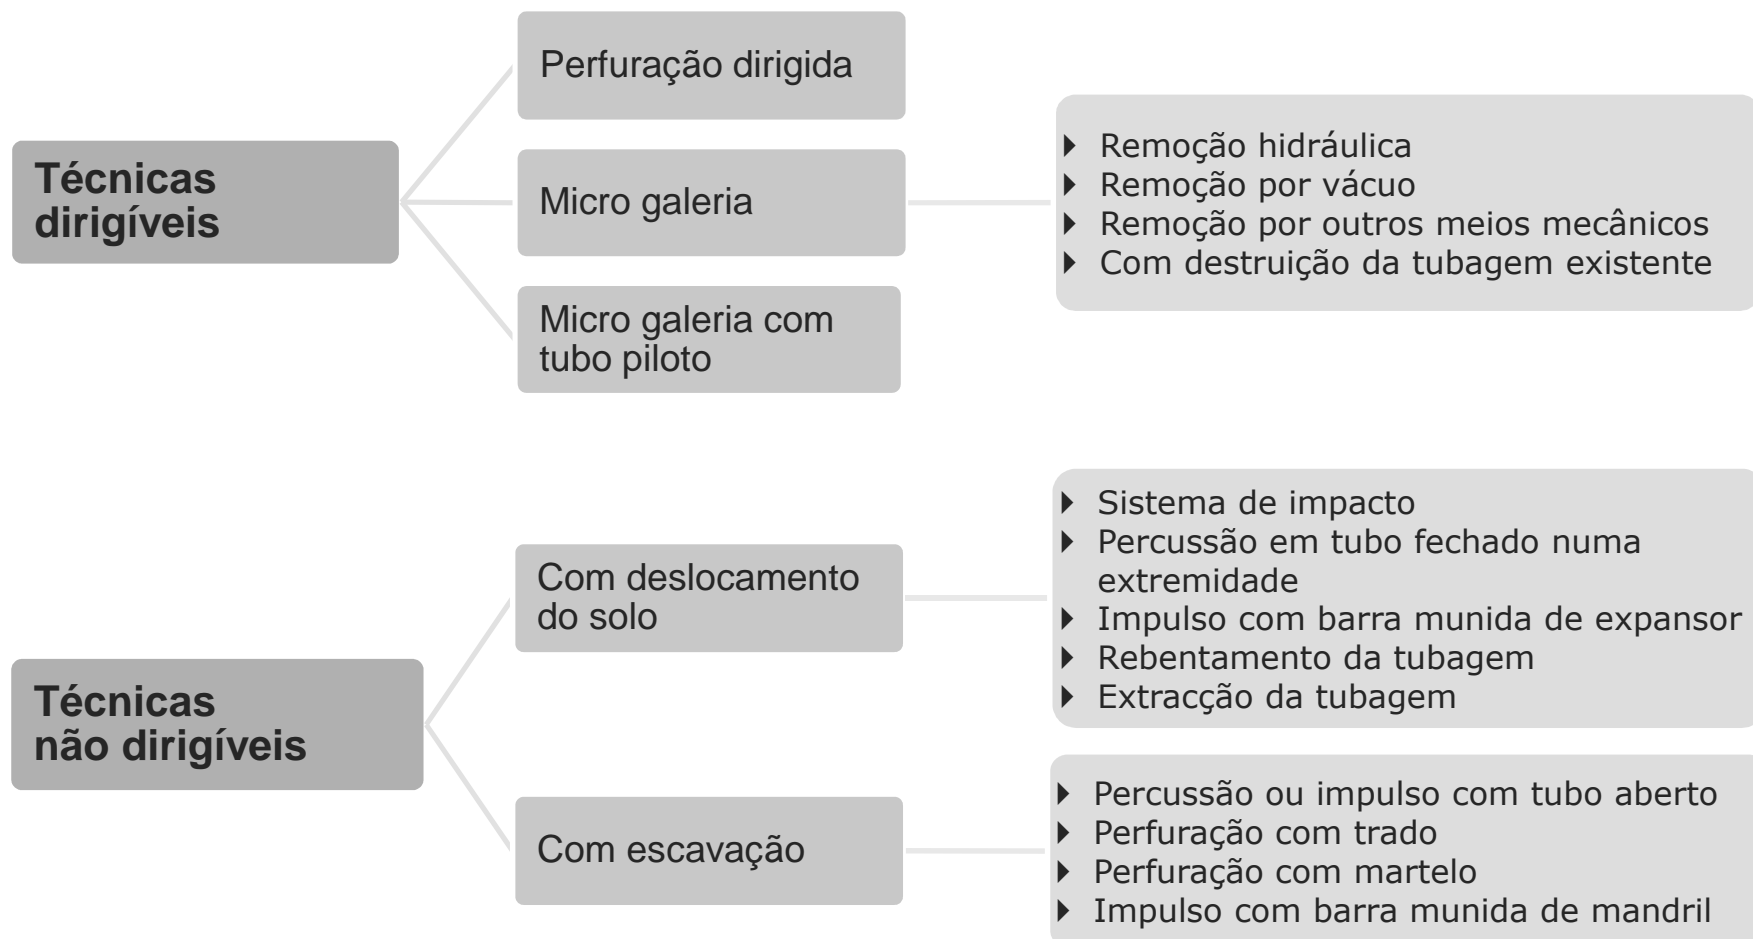 Perfuração dirigida
Técnicas
dirigíveis
Micro galeria
Micro galeria com
tubo piloto
Remoção hidráulica
Remoção por vácuo
Remoção por outros meios mecânicos
Com destruição da tubagem existente
Técnicas
não dirigíveis
Com deslocamento
do solo
Sistema de impacto
Percussão em tubo fechado numa
extremidade
Impulso com barra munida de expansor
Rebentamento da tubagem
Extracção da tubagem
Com escavação
Percussão ou impulso com tubo aberto
Perfuração com trado
Perfuração com martelo
Impulso com barra munida de mandril